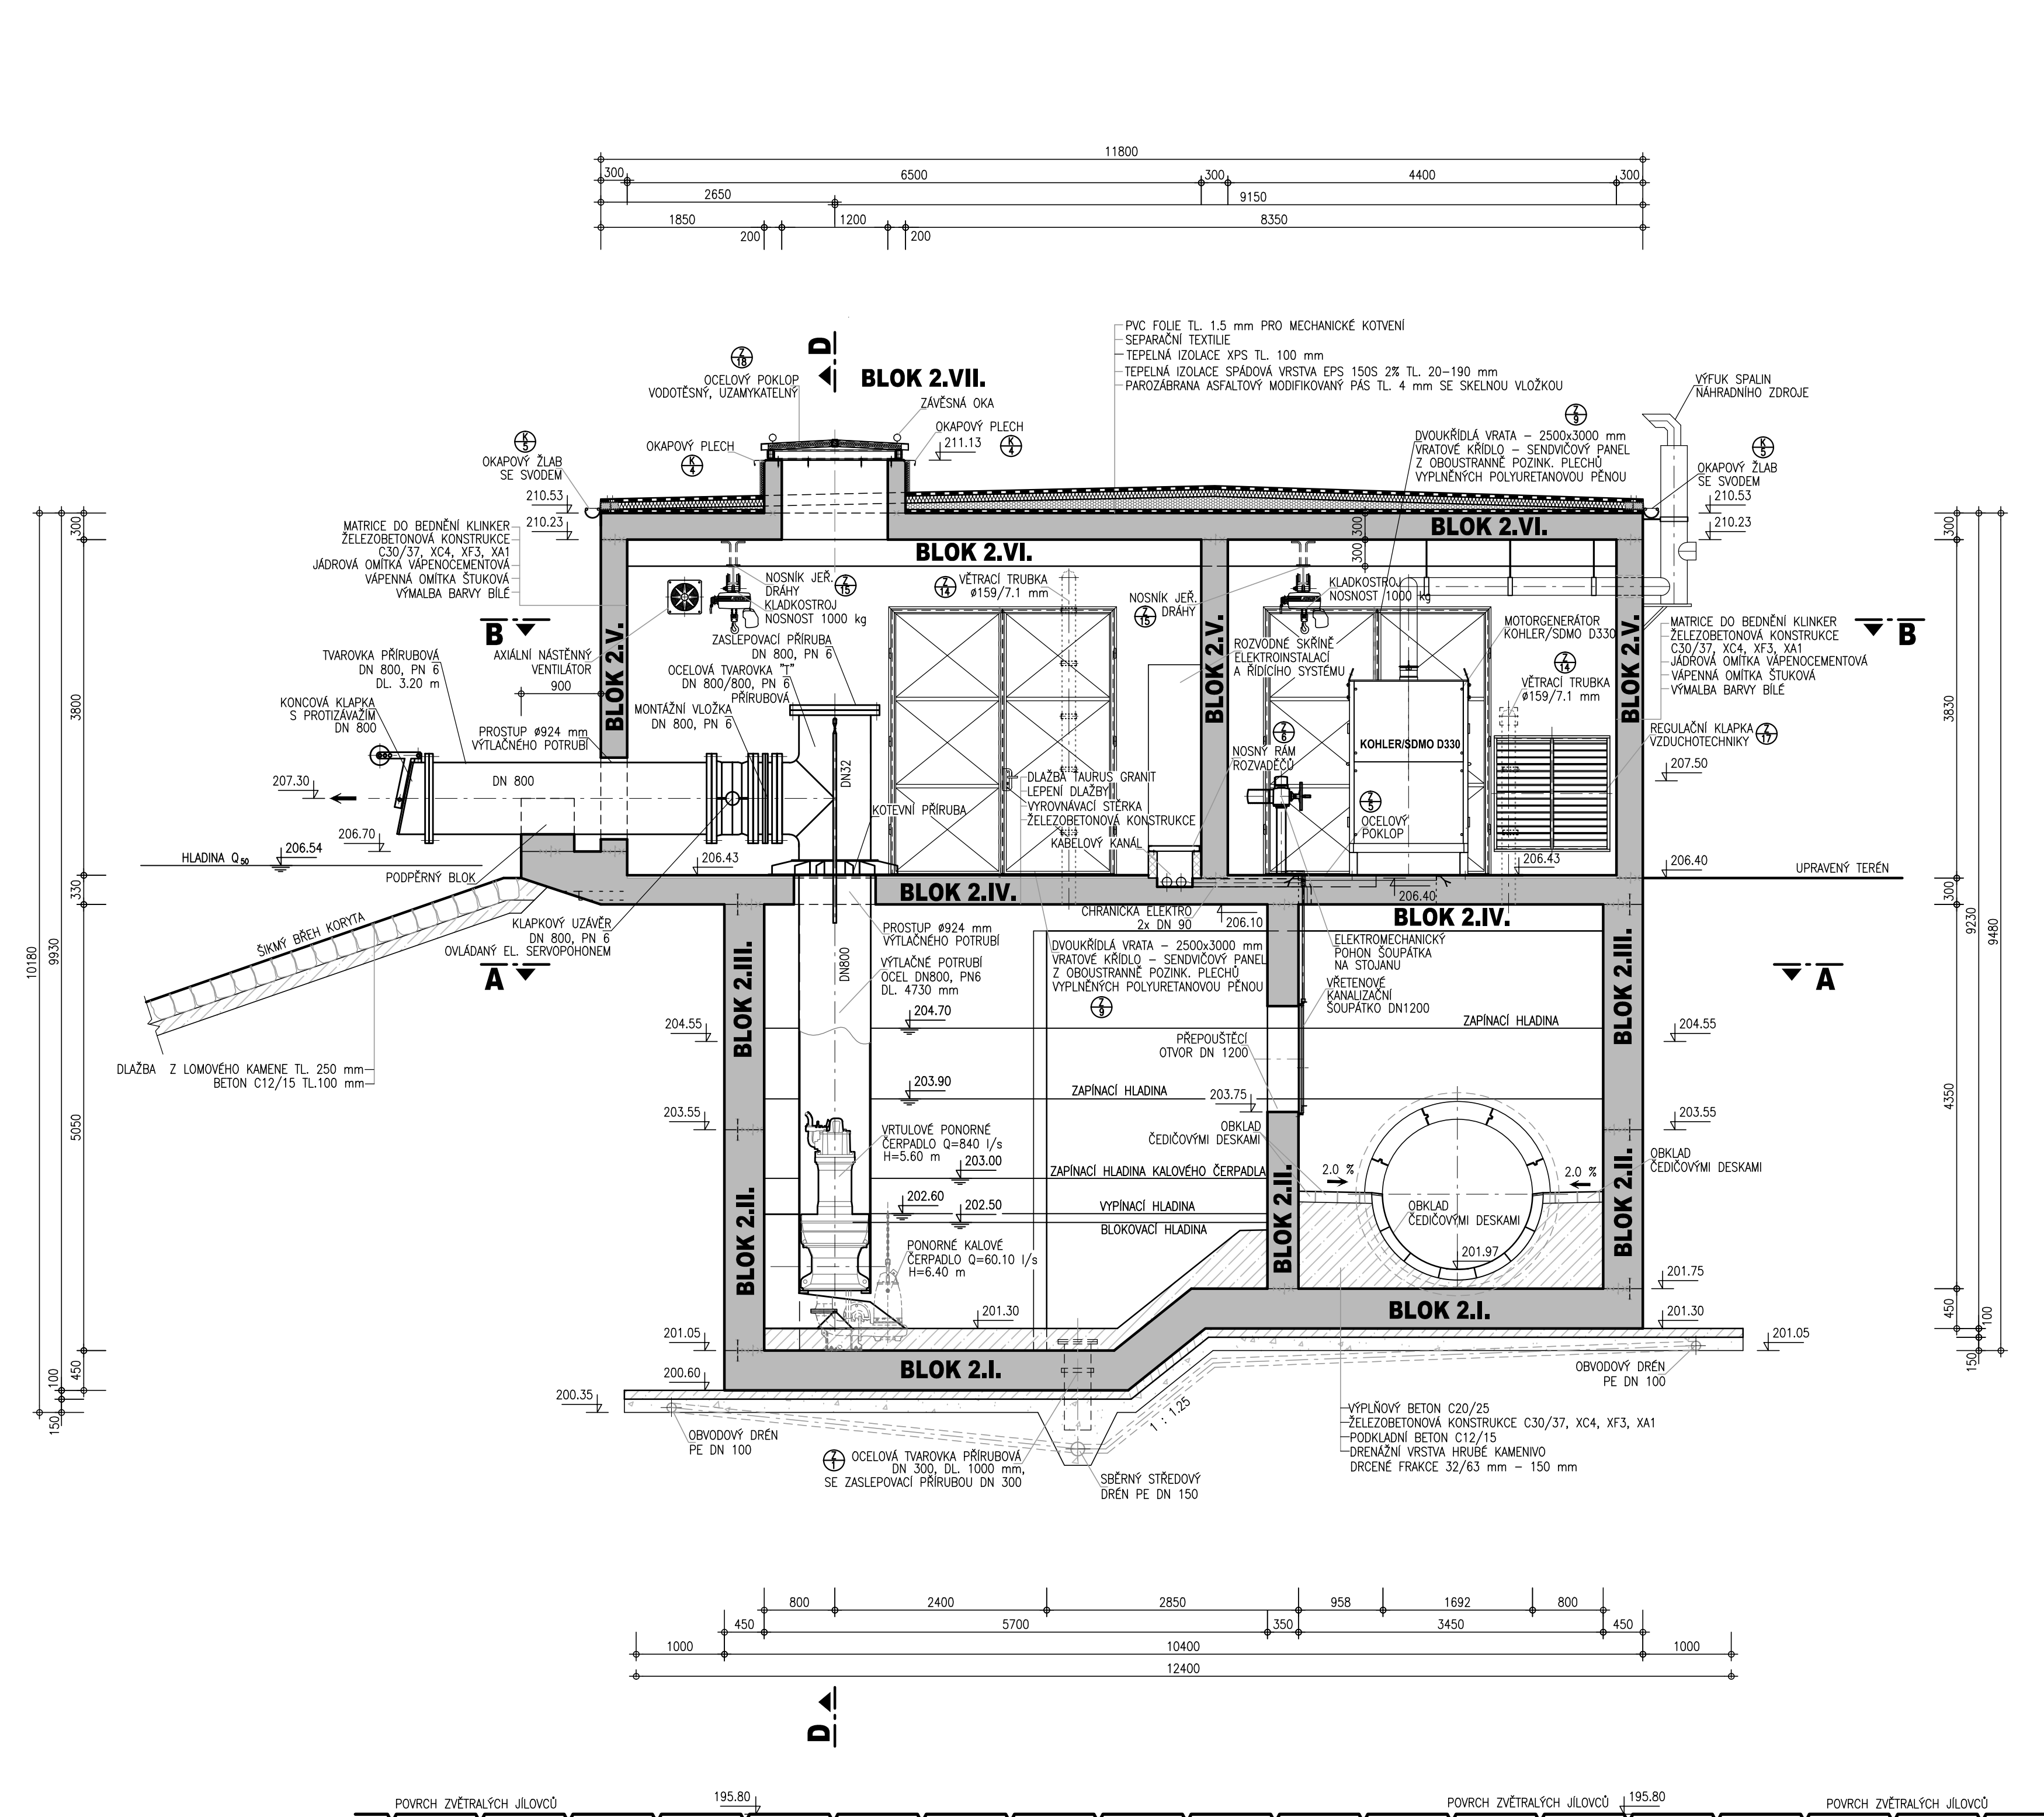 11800
300
6500
300
4400
300
2650
9150
1850
1200
8350
200
200
PVC FOLIE TL. 1.5 mm PRO MECHANICKÉ KOTVENÍ
SEPARAČNÍ TEXTILIE
TEPELNÁ IZOLACE XPS TL. 100 mm
TEPELNÁ IZOLACE SPÁDOVÁ VRSTVA EPS 150S 2% TL. 20-190 mm
PAROZÁBRANA ASFALTOVÝ MODIFIKOVANÝ PÁS TL. 4 mm SE SKELNOU VLOŽKOU
D
BLOK 2.VII.
Z
18
OCELOVÝ POKLOP
VODOTĚSNÝ, UZAMYKATELNÝ
ZÁVĚSNÁ OKA
OKAPOVÝ PLECH
K
4
211.13
OKAPOVÝ PLECH
K
4
K
5
OKAPOVÝ ŽLAB
SE SVODEM
210.53
210.23
VÝFUK SPALIN
NÁHRADNÍHO ZDROJE
Z
9
DVOUKŘÍDLÁ VRATA - 2500x3000 mm
VRATOVÉ KŘÍDLO - SENDVIČOVÝ PANEL
Z OBOUSTRANNĚ POZINK. PLECHŮ
VYPLNĚNÝCH POLYURETANOVOU PĚNOU
K
5
OKAPOVÝ ŽLAB
SE SVODEM
210.53
210.23
MATRICE DO BEDNĚNÍ KLINKER
ŽELEZOBETONOVÁ KONSTRUKCE
C30/37, XC4, XF3, XA1
JÁDROVÁ OMÍTKA VÁPENOCEMENTOVÁ
VÁPENNÁ OMÍTKA ŠTUKOVÁ
VÝMALBA BARVY BÍLÉ
BLOK 2.VI.
BLOK 2.VI.
300
300
NOSNÍK JEŘ.
DRÁHY
Z
15
KLADKOSTROJ
NOSNOST 1000 kg
Z
14
VĚTRACÍ TRUBKA
ø159/7.1 mm
NOSNÍK JEŘ.
Z
15
DRÁHY
KLADKOSTROJ
NOSNOST 1000 kg
ZASLEPOVACÍ PŘÍRUBA
DN 800, PN 6
OCELOVÁ TVAROVKA "T"
DN 800/800, PN 6
PŘÍRUBOVÁ
MONTÁŽNÍ VLOŽKA
DN 800, PN 6
AXIÁLNÍ NÁSTĚNNÝ
VENTILÁTOR
B
BLOK 2.V.
TVAROVKA PŘÍRUBOVÁ
DN 800, PN 6
DL. 3.20 m
900
KONCOVÁ KLAPKA
S PROTIZÁVAŽÍM
DN 800
PROSTUP ø924 mm
VÝTLAČNÉHO POTRUBÍ
ROZVODNÉ SKŘÍNĚ
ELEKTROINSTALACÍ
A ŘÍDÍCÍHO SYSTÉMU
BLOK 2.V.
MOTORGENERÁTOR
KOHLER/SDMO D330
Z
14
VĚTRACÍ TRUBKA
ø159/7.1 mm
BLOK 2.V.
MATRICE DO BEDNĚNÍ KLINKER
ŽELEZOBETONOVÁ KONSTRUKCE
C30/37, XC4, XF3, XA1
JÁDROVÁ OMÍTKA VÁPENOCEMENTOVÁ
VÁPENNÁ OMÍTKA ŠTUKOVÁ
VÝMALBA BARVY BÍLÉ
B
REGULAČNÍ KLAPKA
VZDUCHOTECHNIKY
Z
17
207.50
KOHLER/SDMO D330
Z
6
NOSNÝ RÁM
ROZVADĚČŮ
Z
5
OCELOVÝ
POKLOP
DN 800
DN32
207.30
206.70
HLADINA Q50
206.54
DLAŽBA TAURUS GRANIT
LEPENÍ DLAŽBY
VYROVNÁVACÍ STĚRKA
ŽELEZOBETONOVÁ KONSTRUKCE
KABELOVÝ KANÁL
KOTEVNÍ PŘÍRUBA
206.43
206.43
206.40
UPRAVENÝ TERÉN
PODPĚRNÝ BLOK
BLOK 2.IV.
206.40
BLOK 2.IV.
ŠIKMÝ BŘEH KORYTA
KLAPKOVÝ UZÁVĚR
DN 800, PN 6
OVLÁDANÝ EL. SERVOPOHONEM
A
PROSTUP ø924 mm
VÝTLAČNÉHO POTRUBÍ
CHRÁNIČKA ELEKTRO
2x DN 90
206.10
DVOUKŘÍDLÁ VRATA - 2500x3000 mm
VRATOVÉ KŘÍDLO - SENDVIČOVÝ PANEL
Z OBOUSTRANNĚ POZINK. PLECHŮ
VYPLNĚNÝCH POLYURETANOVOU PĚNOU
Z
9
ELEKTROMECHANICKÝ
POHON ŠOUPÁTKA
NA STOJANU
VŘETENOVÉ
KANALIZAČNÍ
ŠOUPÁTKO DN1200
A
DN800
VÝTLAČNÉ POTRUBÍ
OCEL DN800, PN6
DL. 4730 mm
BLOK 2.III.
BLOK 2.III.
204.70
204.55
ZAPÍNACÍ HLADINA
204.55
PŘEPOUŠTĚCÍ
OTVOR DN 1200
DLAŽBA Z LOMOVÉHO KAMENE TL. 250 mm
BETON C12/15 TL.100 mm
203.90
ZAPÍNACÍ HLADINA
203.75
203.55
203.55
VRTULOVÉ PONORNÉ
ČERPADLO Q=840 l/s
H=5.60 m
OBKLAD
ČEDIČOVÝMI DESKAMI
OBKLAD
ČEDIČOVÝMI DESKAMI
203.00
ZAPÍNACÍ HLADINA KALOVÉHO ČERPADLA
2.0 %
2.0 %
202.60
202.50
VYPÍNACÍ HLADINA
BLOKOVACÍ HLADINA
OBKLAD
ČEDIČOVÝMI DESKAMI
BLOK 2.II.
BLOK 2.II.
BLOK 2.II.
PONORNÉ KALOVÉ
ČERPADLO Q=60.10 l/s
H=6.40 m
201.97
201.75
201.30
BLOK 2.I.
201.30
201.05
201.05
BLOK 2.I.
200.60
200.35
OBVODOVÝ DRÉN
PE DN 100
OBVODOVÝ DRÉN
PE DN 100
1 : 1.25
Z
1
OCELOVÁ TVAROVKA PŘÍRUBOVÁ
DN 300, DL. 1000 mm,
SE ZASLEPOVACÍ PŘÍRUBOU DN 300
SBĚRNÝ STŘEDOVÝ
DRÉN PE DN 150
VÝPLŇOVÝ BETON C20/25
ŽELEZOBETONOVÁ KONSTRUKCE C30/37, XC4, XF3, XA1
PODKLADNÍ BETON C12/15
DRENÁŽNÍ VRSTVA HRUBÉ KAMENIVO
DRCENÉ FRAKCE 32/63 mm - 150 mm
10180
9930
150
100
300
3800
330
5050
450
300
3830
300
4350
450
9230
100
150
9480
800
2400
2850
958
1692
800
450
5700
350
3450
450
1000
10400
1000
12400
D
POVRCH ZVĚTRALÝCH JÍLOVCŮ
195.80
POVRCH ZVĚTRALÝCH JÍLOVCŮ
195.80
POVRCH ZVĚTRALÝCH JÍLOVCŮ